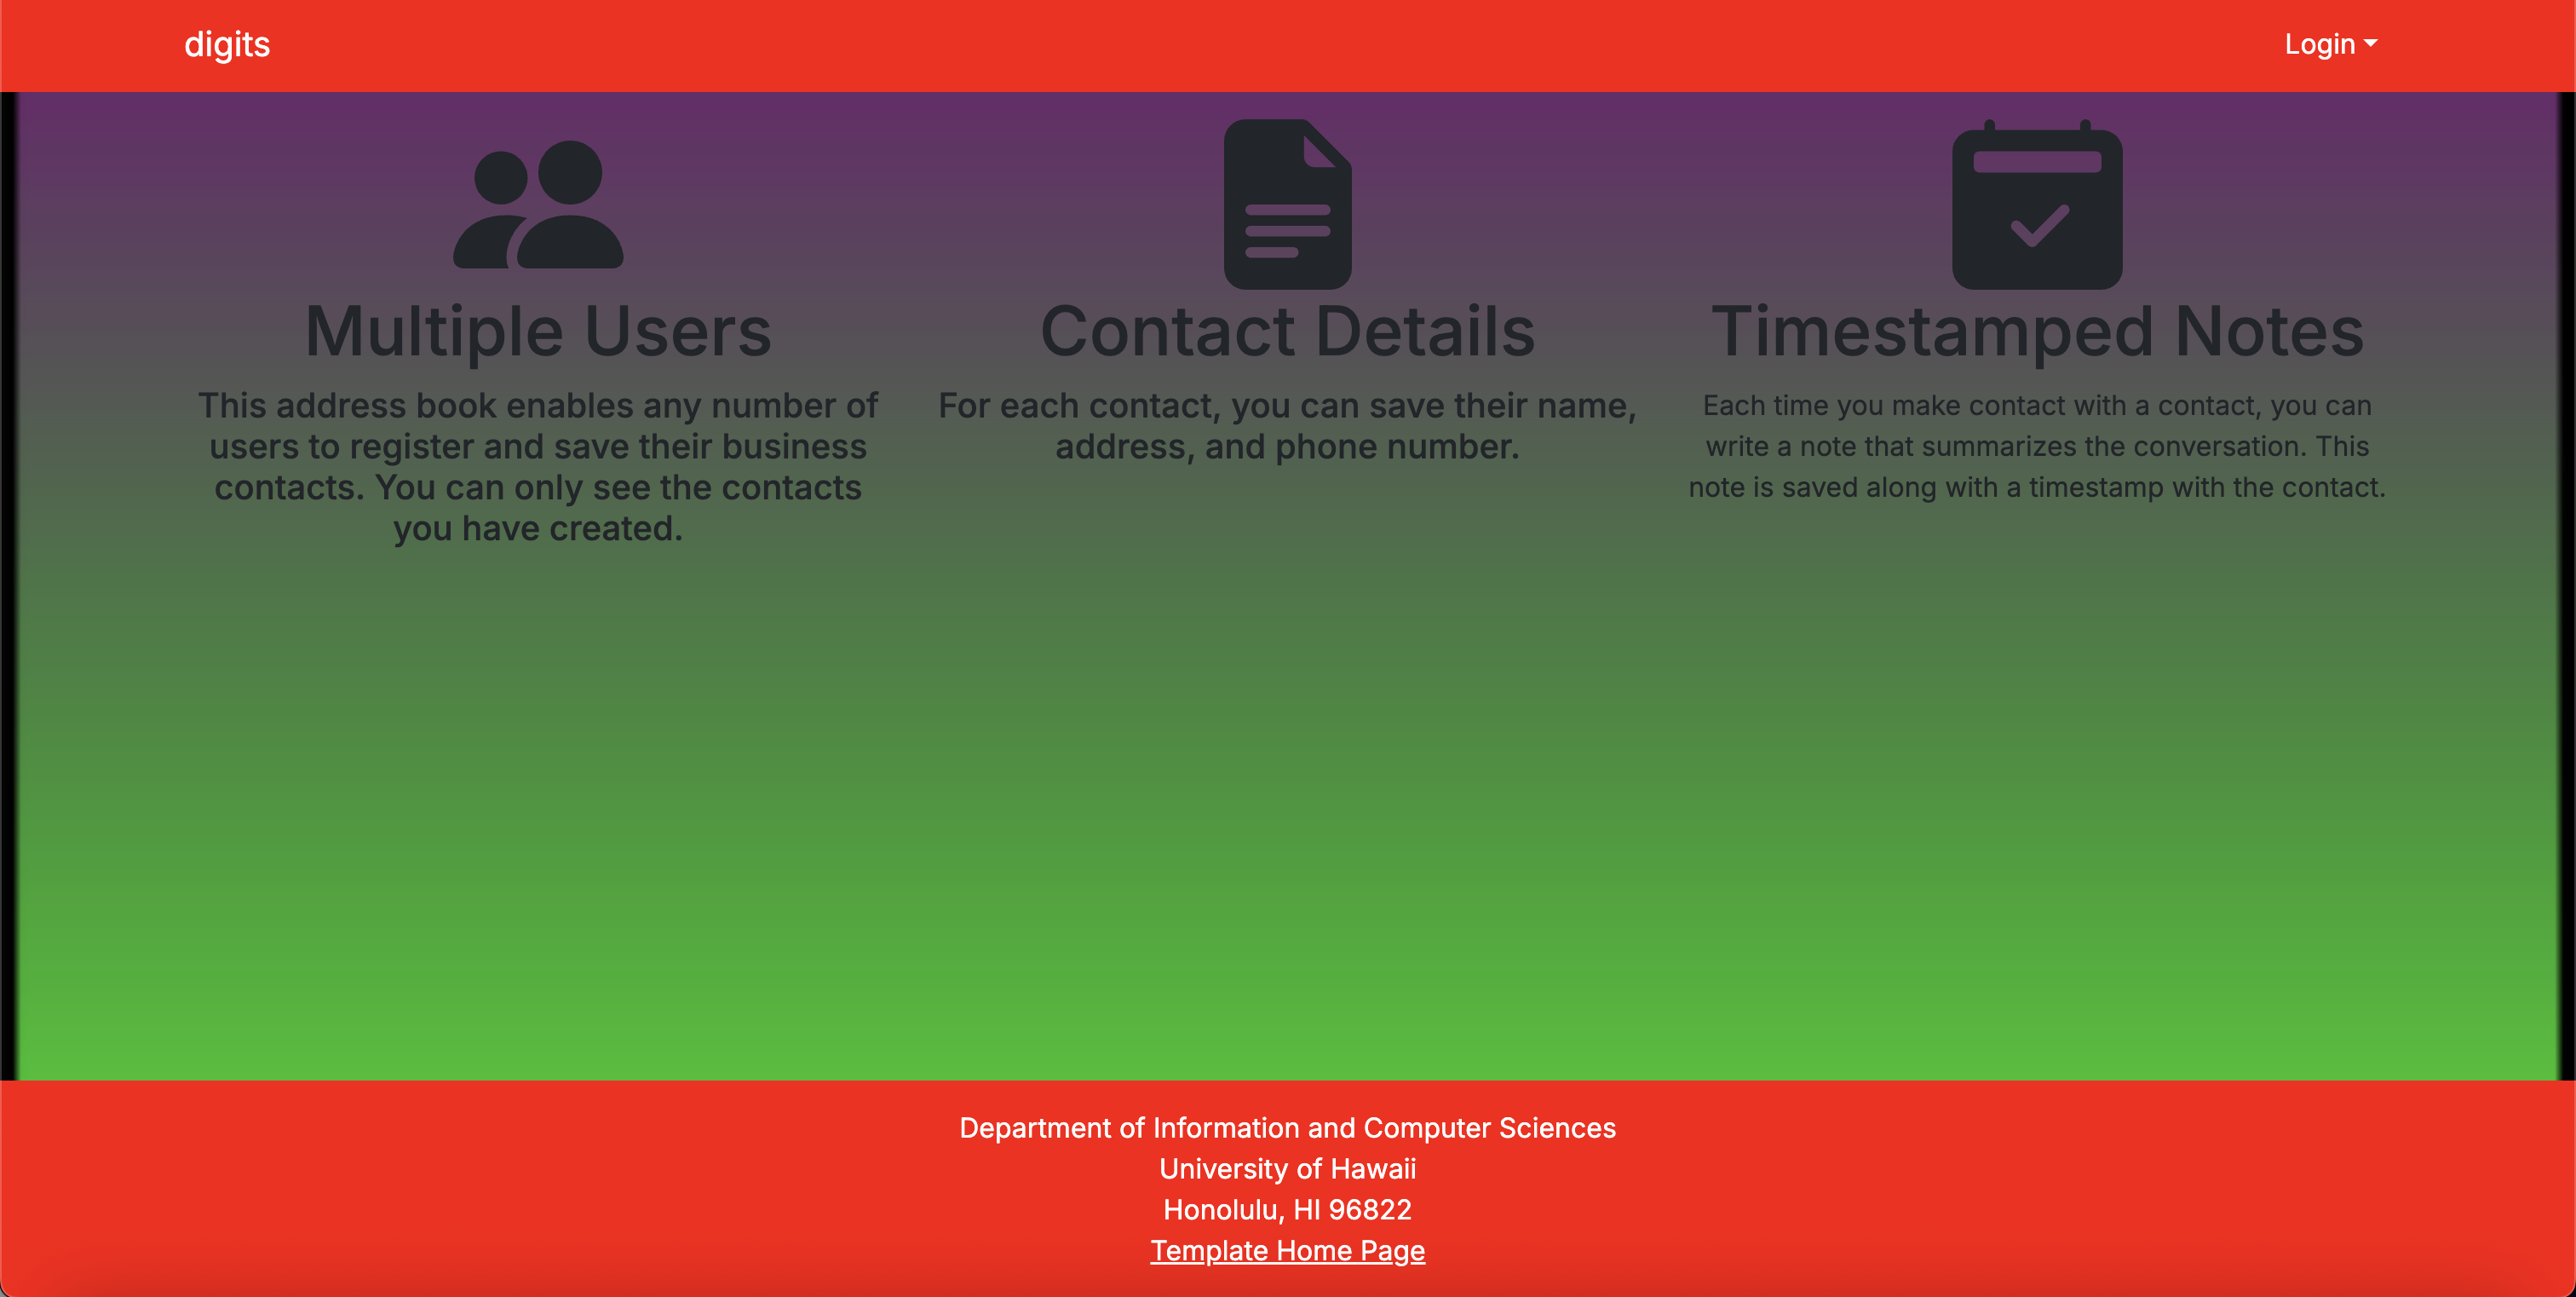 digits
Login
Multiple Users
This address book enables any number of
users to register and save their business
contacts. You can only see the contacts
you have created.
Contact Details
For each contact, you can save their name,
address, and phone number.
Timestamped Notes
Each time you make contact with a contact, you can
write a note that summarizes the conversation. This
note is saved along with a timestamp with the contact.
Department of Information and Computer Sciences
University of Hawaii
Honolulu, HI 96822
Template Home Page